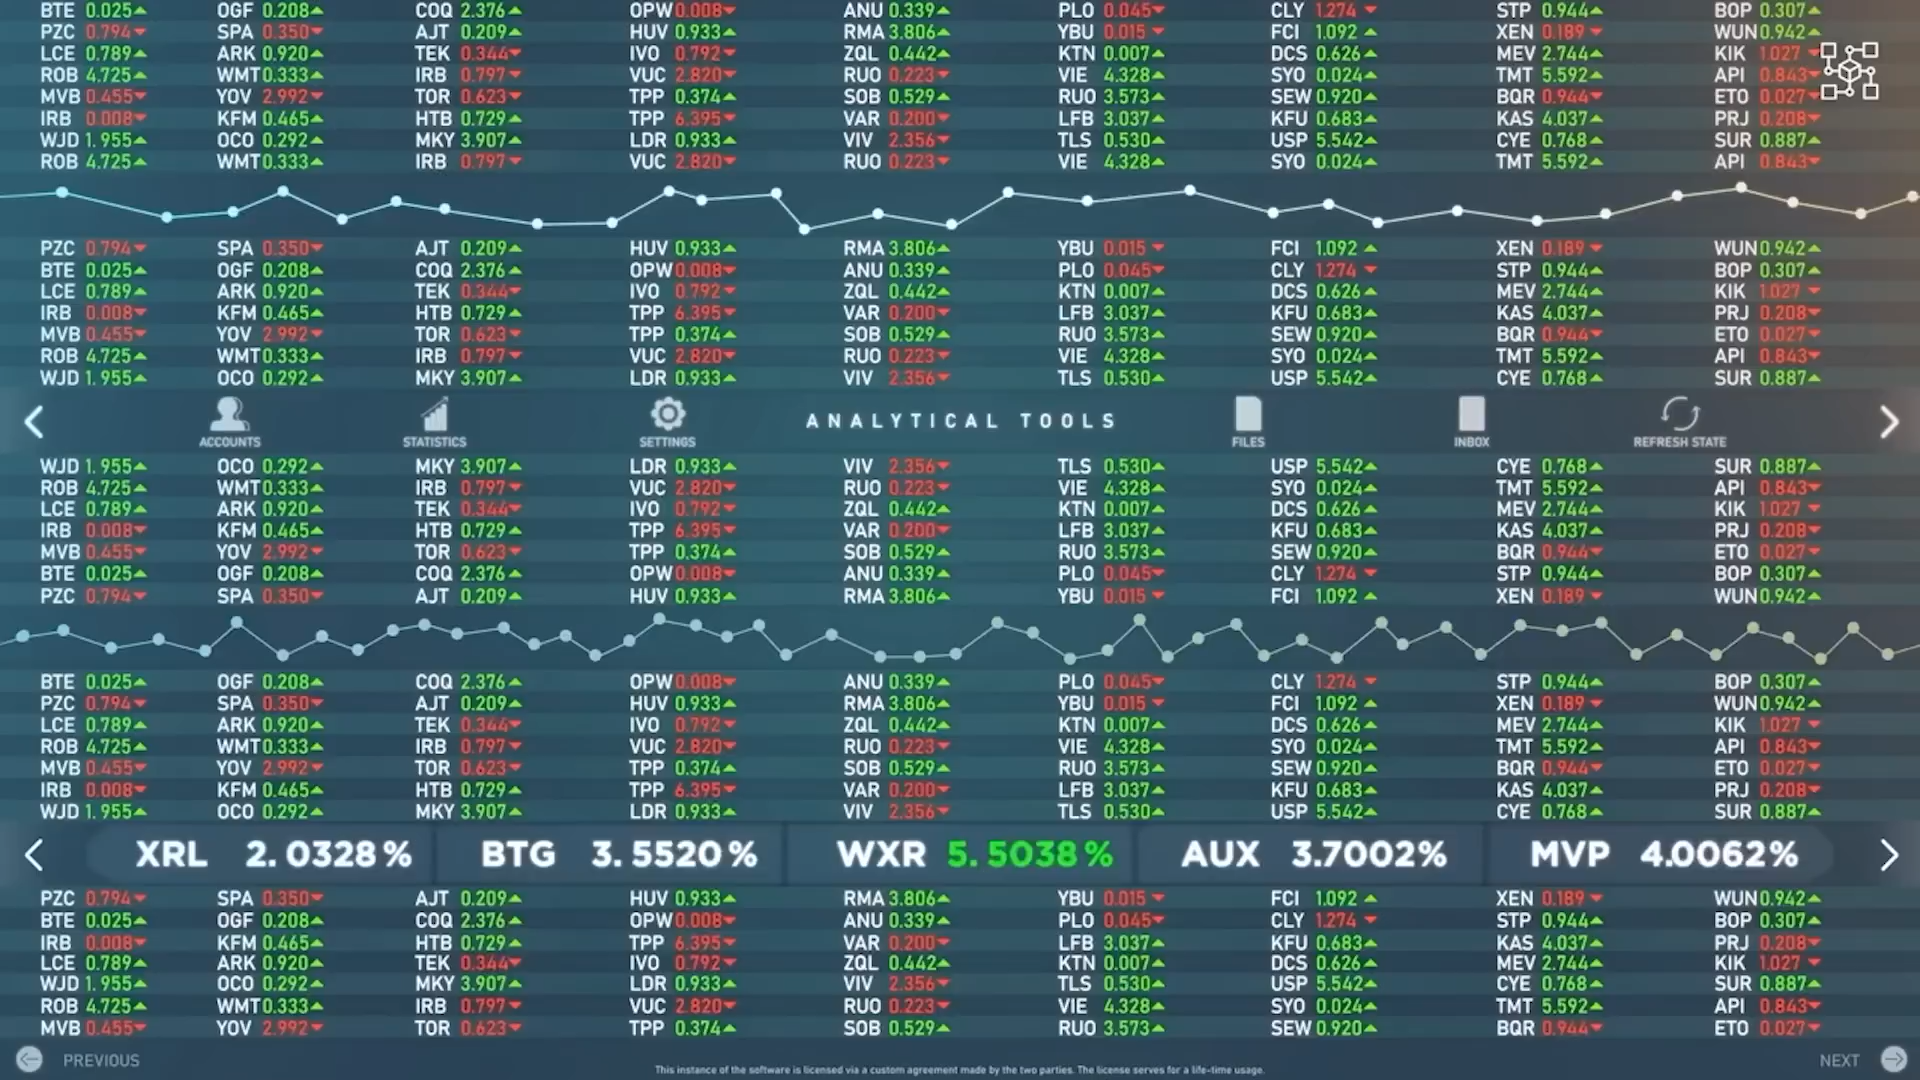 BTE 0.025 OGF 0.208 COQ 2.376 OPW 0.008 ANU 0.339 PLO 0.045 CLY 1.274 STP 0.944 BOP 0.307
PZC 0.794 SPA 0.350 AJT 0.209 HUV 0.933 RMA 3.806 YBU 0.015 FCI 1.092 XEN 0.189 WUN 0.942
LCE 0.789 ARK 0.920 TEK 0.344 IVO 0.792 ZQL 0.442 KTN 0.007 DCS 0.626 MEV 2.744 KIK 1.027
ROB 4.725 WMT 0.333 IRB 0.797 VUC 2.820 RUO 0.223 VIE 4.328 SYO 0.024 TMT 5.592 API 0.843
MVB 0.455 YOV 2.992 TOR 0.623 TPP 0.374 SOB 0.529 RUO 3.573 SEW 0.920 BQR 0.944 ETO 0.027
IRB 0.008 KFM 0.465 HTB 0.729 TPP 6.395 VAR 0.200 LFB 3.037 KFU 0.683 KAS 4.037 PRJ 0.208
WJD 1.955 OCO 0.292 MKY 3.907 LDR 0.933 VIV 2.356 TLS 0.530 USP 5.542 CYE 0.768 SUR 0.887
ROB 4.725 WMT 0.333 IRB 0.797 VUC 2.820 RUO 0.223 VIE 4.328 SYO 0.024 TMT 5.592 API 0.843
PZC 0.794 SPA 0.350 AJT 0.209 HUV 0.933 RMA 3.806 YBU 0.015 FCI 1.092 XEN 0.189 WUN 0.942
BTE 0.025 OGF 0.208 COQ 2.376 OPW 0.008 ANU 0.339 PLO 0.045 CLY 1.274 STP 0.944 BOP 0.307
LCE 0.789 ARK 0.920 TEK 0.344 IVO 0.792 ZQL 0.442 KTN 0.007 DCS 0.626 MEV 2.744 KIK 1.027
IRB 0.008 KFM 0.465 HTB 0.729 TPP 6.395 VAR 0.200 LFB 3.037 KFU 0.683 KAS 4.037 PRJ 0.208
MVB 0.455 YOV 2.992 TOR 0.623 TPP 0.374 SOB 0.529 RUO 3.573 SEW 0.920 BQR 0.944 ETO 0.027
ROB 4.725 WMT 0.333 IRB 0.797 VUC 2.820 RUO 0.223 VIE 4.328 SYO 0.024 TMT 5.592 API 0.843
WJD 1.955 OCO 0.292 MKY 3.907 LDR 0.933 VIV 2.356 TLS 0.530 USP 5.542 CYE 0.768 SUR 0.887
ACCOUNTS STATISTICS SETTINGS ANALYTICAL TOOLS FILES INBOX REFRESH STATE
WJD 1.955 OCO 0.292 MKY 3.907 LDR 0.933 VIV 2.356 TLS 0.530 USP 5.542 CYE 0.768 SUR 0.887
ROB 4.725 WMT 0.333 IRB 0.797 VUC 2.820 RUO 0.223 VIE 4.328 SYO 0.024 TMT 5.592 API 0.843
LCE 0.789 ARK 0.920 TEK 0.344 IVO 0.792 ZQL 0.442 KTN 0.007 DCS 0.626 MEV 2.744 KIK 1.027
IRB 0.008 KFM 0.465 HTB 0.729 TPP 6.395 VAR 0.200 LFB 3.037 KFU 0.683 KAS 4.037 PRJ 0.208
MVB 0.455 YOV 2.992 TOR 0.623 TPP 0.374 SOB 0.529 RUO 3.573 SEW 0.920 BQR 0.944 ETO 0.027
BTE 0.025 OGF 0.208 COQ 2.376 OPW 0.008 ANU 0.339 PLO 0.045 CLY 1.274 STP 0.944 BOP 0.307
PZC 0.794 SPA 0.350 AJT 0.209 HUV 0.933 RMA 3.806 YBU 0.015 FCI 1.092 XEN 0.189 WUN 0.942
BTE 0.025 OGF 0.208 COQ 2.376 OPW 0.008 ANU 0.339 PLO 0.045 CLY 1.274 STP 0.944 BOP 0.307
PZC 0.794 SPA 0.350 AJT 0.209 HUV 0.933 RMA 3.806 YBU 0.015 FCI 1.092 XEN 0.189 WUN 0.942
LCE 0.789 ARK 0.920 TEK 0.344 IVO 0.792 ZQL 0.442 KTN 0.007 DCS 0.626 MEV 2.744 KIK 1.027
ROB 4.725 WMT 0.333 IRB 0.797 VUC 2.820 RUO 0.223 VIE 4.328 SYO 0.024 TMT 5.592 API 0.843
MVB 0.455 YOV 2.992 TOR 0.623 TPP 0.374 SOB 0.529 RUO 3.573 SEW 0.920 BQR 0.944 ETO 0.027
IRB 0.008 KFM 0.465 HTB 0.729 TPP 6.395 VAR 0.200 LFB 3.037 KFU 0.683 KAS 4.037 PRJ 0.208
WJD 1.955 OCO 0.292 MKY 3.907 LDR 0.933 VIV 2.356 TLS 0.530 USP 5.542 CYE 0.768 SUR 0.887
XRL 2.0328% BTG 3.5520% WXR 5.5038% AUX 3.7002% MVP 4.0062%
PZC 0.794 SPA 0.350 AJT 0.209 HUV 0.933 RMA 3.806 YBU 0.015 FCI 1.092 XEN 0.189 WUN 0.942
BTE 0.025 OGF 0.208 COQ 2.376 OPW 0.008 ANU 0.339 PLO 0.045 CLY 1.274 STP 0.944 BOP 0.307
IRB 0.008 KFM 0.465 HTB 0.729 TPP 6.395 VAR 0.200 LFB 3.037 KFU 0.683 KAS 4.037 PRJ 0.208
LCE 0.789 ARK 0.920 TEK 0.344 IVO 0.792 ZQL 0.442 KTN 0.007 DCS 0.626 MEV 2.744 KIK 1.027
WJD 1.955 OCO 0.292 MKY 3.907 LDR 0.933 VIV 2.356 TLS 0.530 USP 5.542 CYE 0.768 SUR 0.887
ROB 4.725 WMT 0.333 IRB 0.797 VUC 2.820 RUO 0.223 VIE 4.328 SYO 0.024 TMT 5.592 API 0.843
MVB 0.455 YOV 2.992 TOR 0.623 TPP 0.374 SOB 0.529 RUO 3.573 SEW 0.920 BQR 0.944 ETO 0.027
PREVIOUS NEXT
This instance of the software is licensed via a custom agreement made by the two parties. The license serves for a life-time usage.